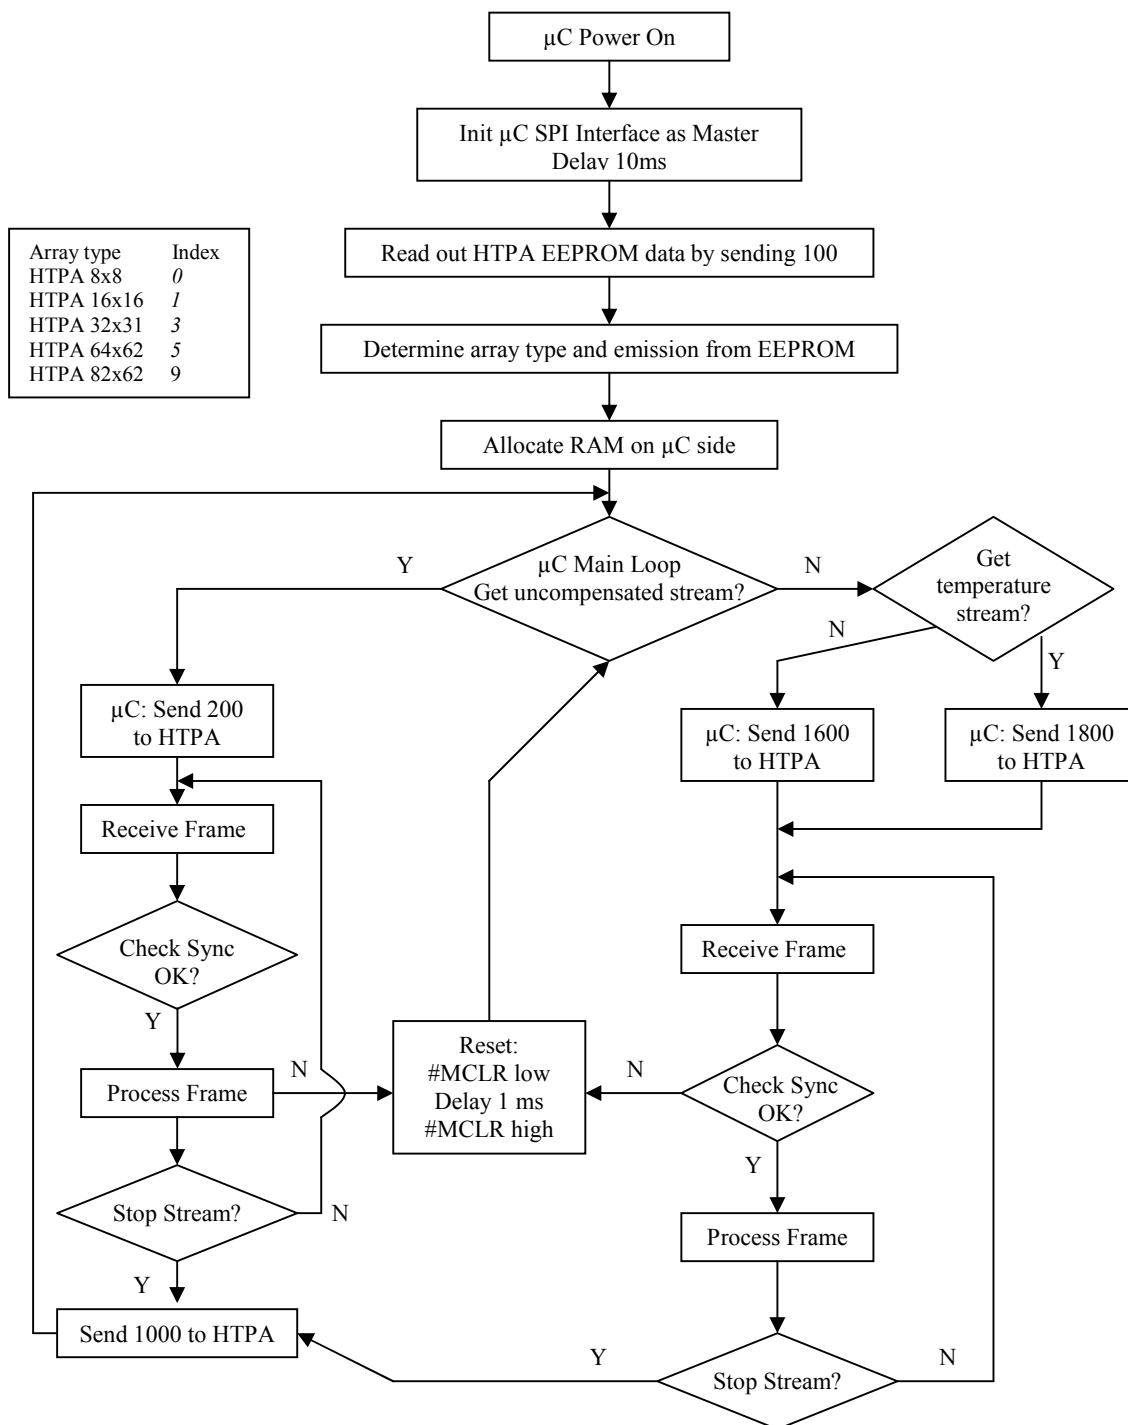 µC Power On
Init µC SPI Interface as Master
Delay 10ms
Array type Index
HTPA 8x8 0
HTPA 16x16 1
HTPA 32x31 3
HTPA 64x62 5
HTPA 82x62 9
Read out HTPA EEPROM data by sending 100
Determine array type and emission from EEPROM
Allocate RAM on µC side
Y
µC Main Loop
Get uncompensated stream?
N
Get
temperature
stream?
N
Y
µC: Send 200
to HTPA
µC: Send 1600
to HTPA
µC: Send 1800
to HTPA
Receive Frame
Check Sync
OK?
Y
Process Frame
N
Stop Stream?
N
Y
Send 1000 to HTPA
Reset:
#MCLR low
Delay 1 ms
#MCLR high
Receive Frame
N
Check Sync
OK?
Y
Process Frame
Y
Stop Stream?
N